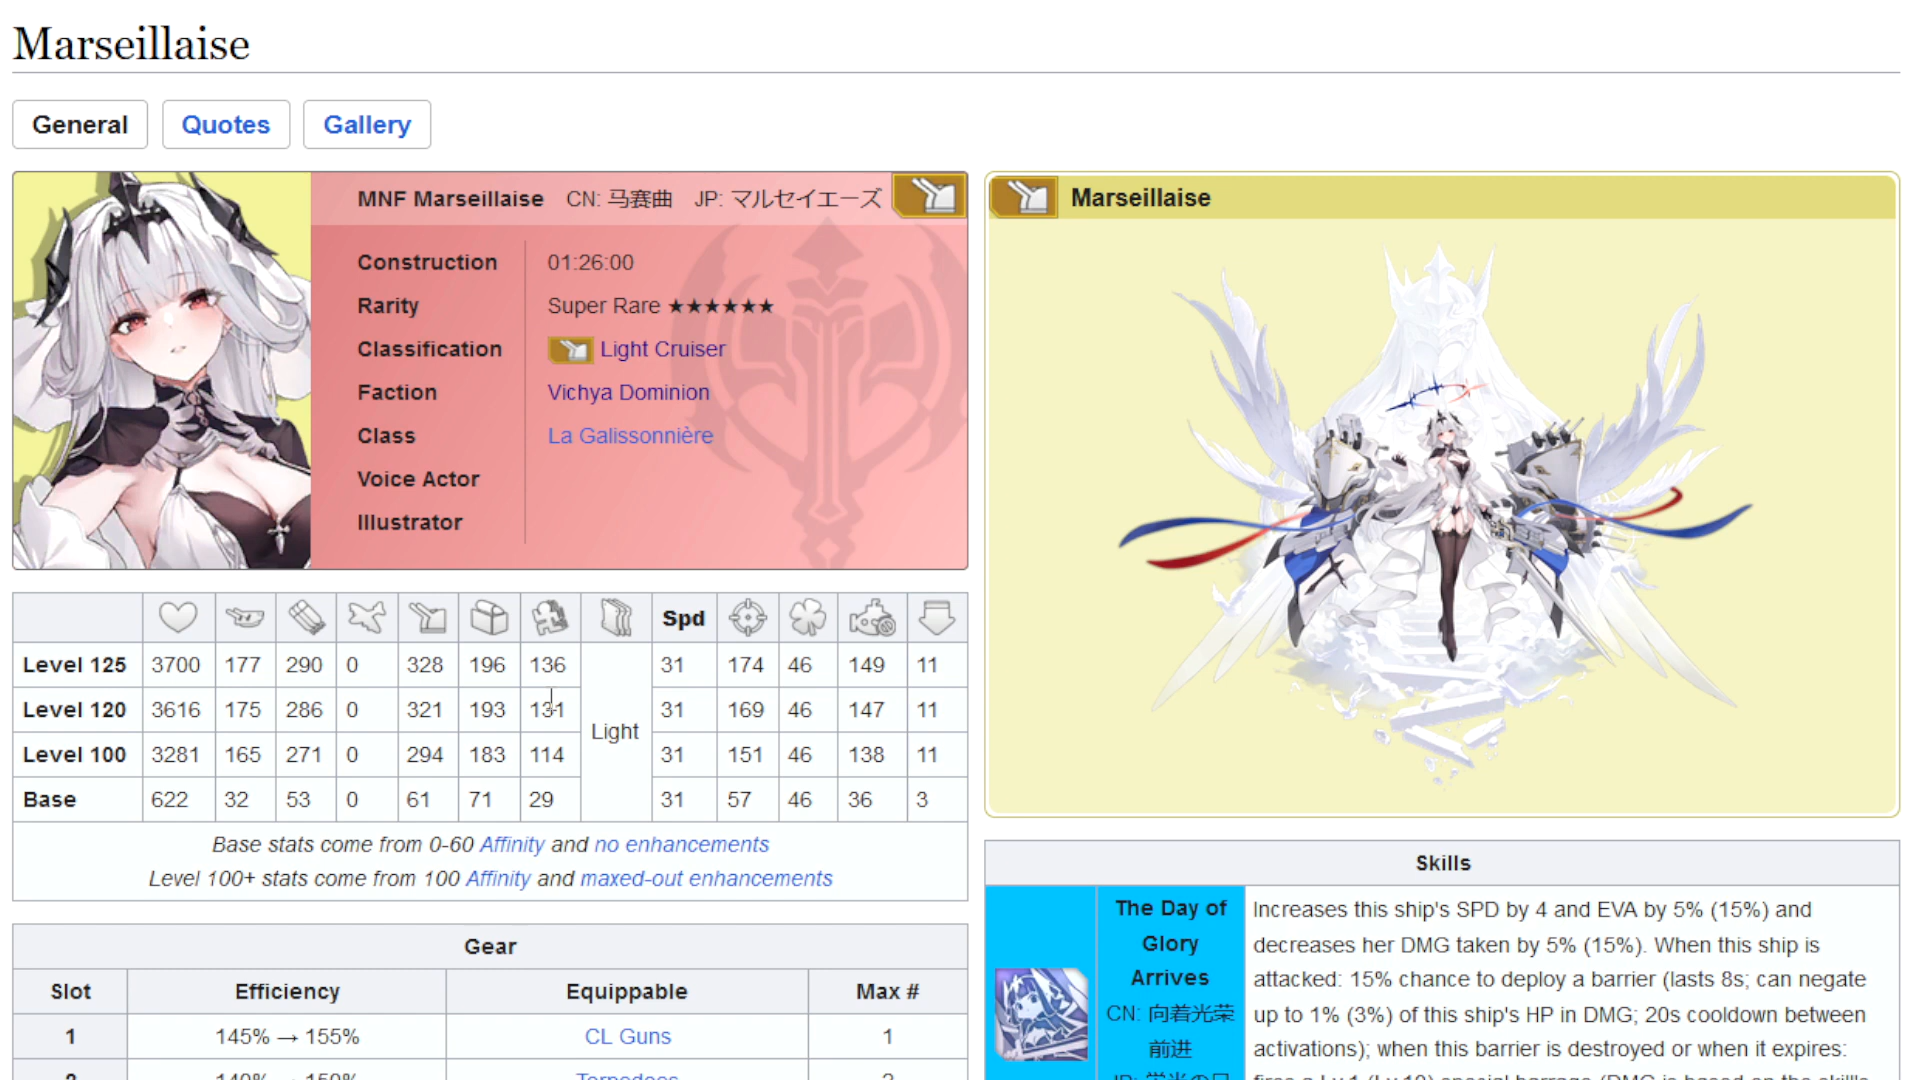 Marseillaise
General Quotes Gallery
MNF Marseillaise CN: 马赛曲 JP: マルセイエーズ
Construction 01:26:00
Rarity Super Rare ★★★★★★
Classification Light Cruiser
Faction Vichya Dominion
Class La Galissonnière
Voice Actor
Illustrator
Spd
Level 125 3700 177 290 0 328 196 136 31 174 46 149 11
Level 120 3616 175 286 0 321 193 131 31 169 46 147 11
Light
Level 100 3281 165 271 0 294 183 114 31 151 46 138 11
Base 622 32 53 0 61 71 29 31 57 46 36 3
Base stats come from 0-60 Affinity and no enhancements
Level 100+ stats come from 100 Affinity and maxed-out enhancements
Gear
Slot Efficiency Equippable Max #
1 145% → 155% CL Guns 1
2 140% → 150% Torpedoes 2
Marseillaise
Skills
The Day of
Glory
Arrives
CN: 向着光荣
前进
Increases this ship's SPD by 4 and EVA by 5% (15%) and
decreases her DMG taken by 5% (15%). When this ship is
attacked: 15% chance to deploy a barrier (lasts 8s; can negate
up to 1% (3%) of this ship's HP in DMG; 20s cooldown between
activations); when this barrier is destroyed or when it expires: